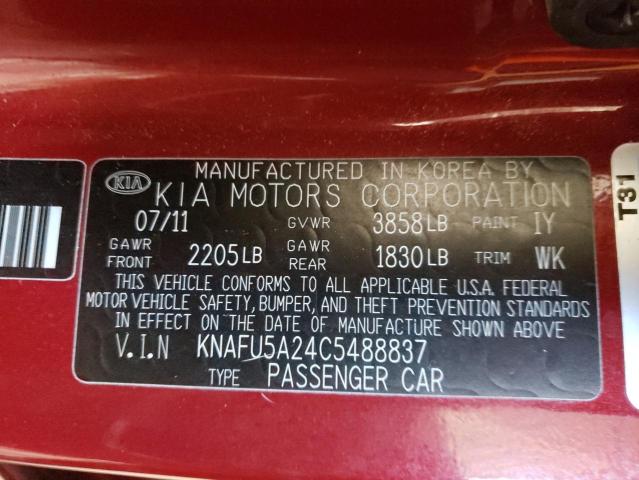 MANUFACTURED IN KOREA BY
KIA KIA MOTORS CORPORATION
07/11 GVWR 3858LB PAINT IY
GAWR FRONT 2205LB GAWR REAR 1830LB TRIM WK
THIS VEHICLE CONFORMS TO ALL APPLICABLE U.S.A. FEDERAL
MOTOR VEHICLE SAFETY, BUMPER, AND THEFT PREVENTION STANDARDS
IN EFFECT ON THE DATE OF MANUFACTURE SHOWN ABOVE
V.I.N KNAFU5A24C5488837
TYPE PASSENGER CAR
T31